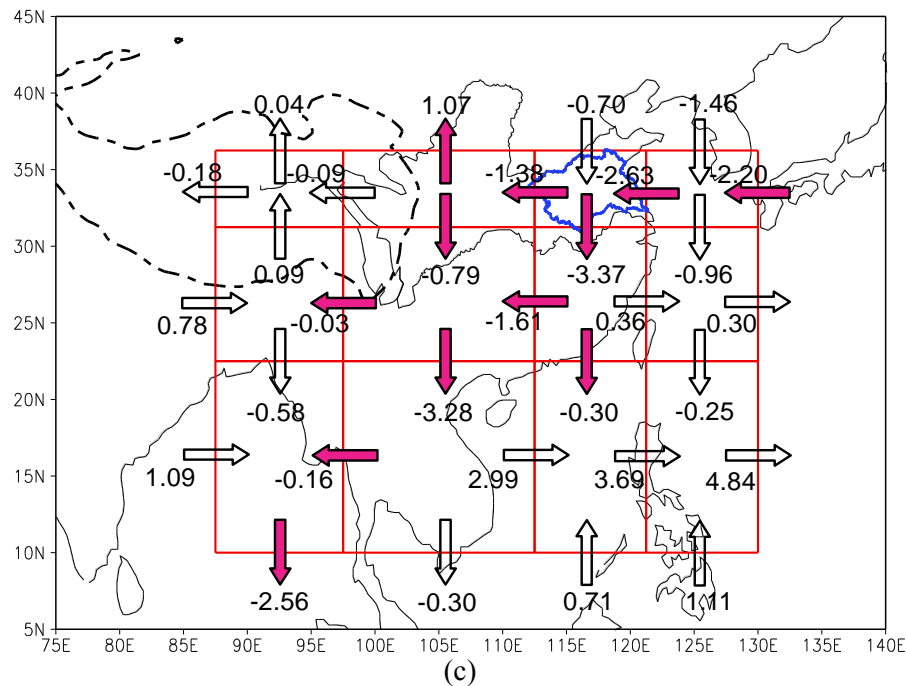 45N
40N
0.04 1.07 -0.70 -1.46
35N
-0.18 -0.09 -1.38 -2.63 -2.20
30N
0.09 -0.79 -3.37 -0.96
25N
0.78 -0.03 -1.61 0.36 0.30
20N
-0.58 -3.28 -0.30 -0.25
15N
1.09 -0.16 2.99 3.69 4.84
10N
-2.56 -0.30 0.71 1.11
5N
75E 80E 85E 90E 95E 100E 105E 110E 115E 120E 125E 130E 135E 140E
(c)